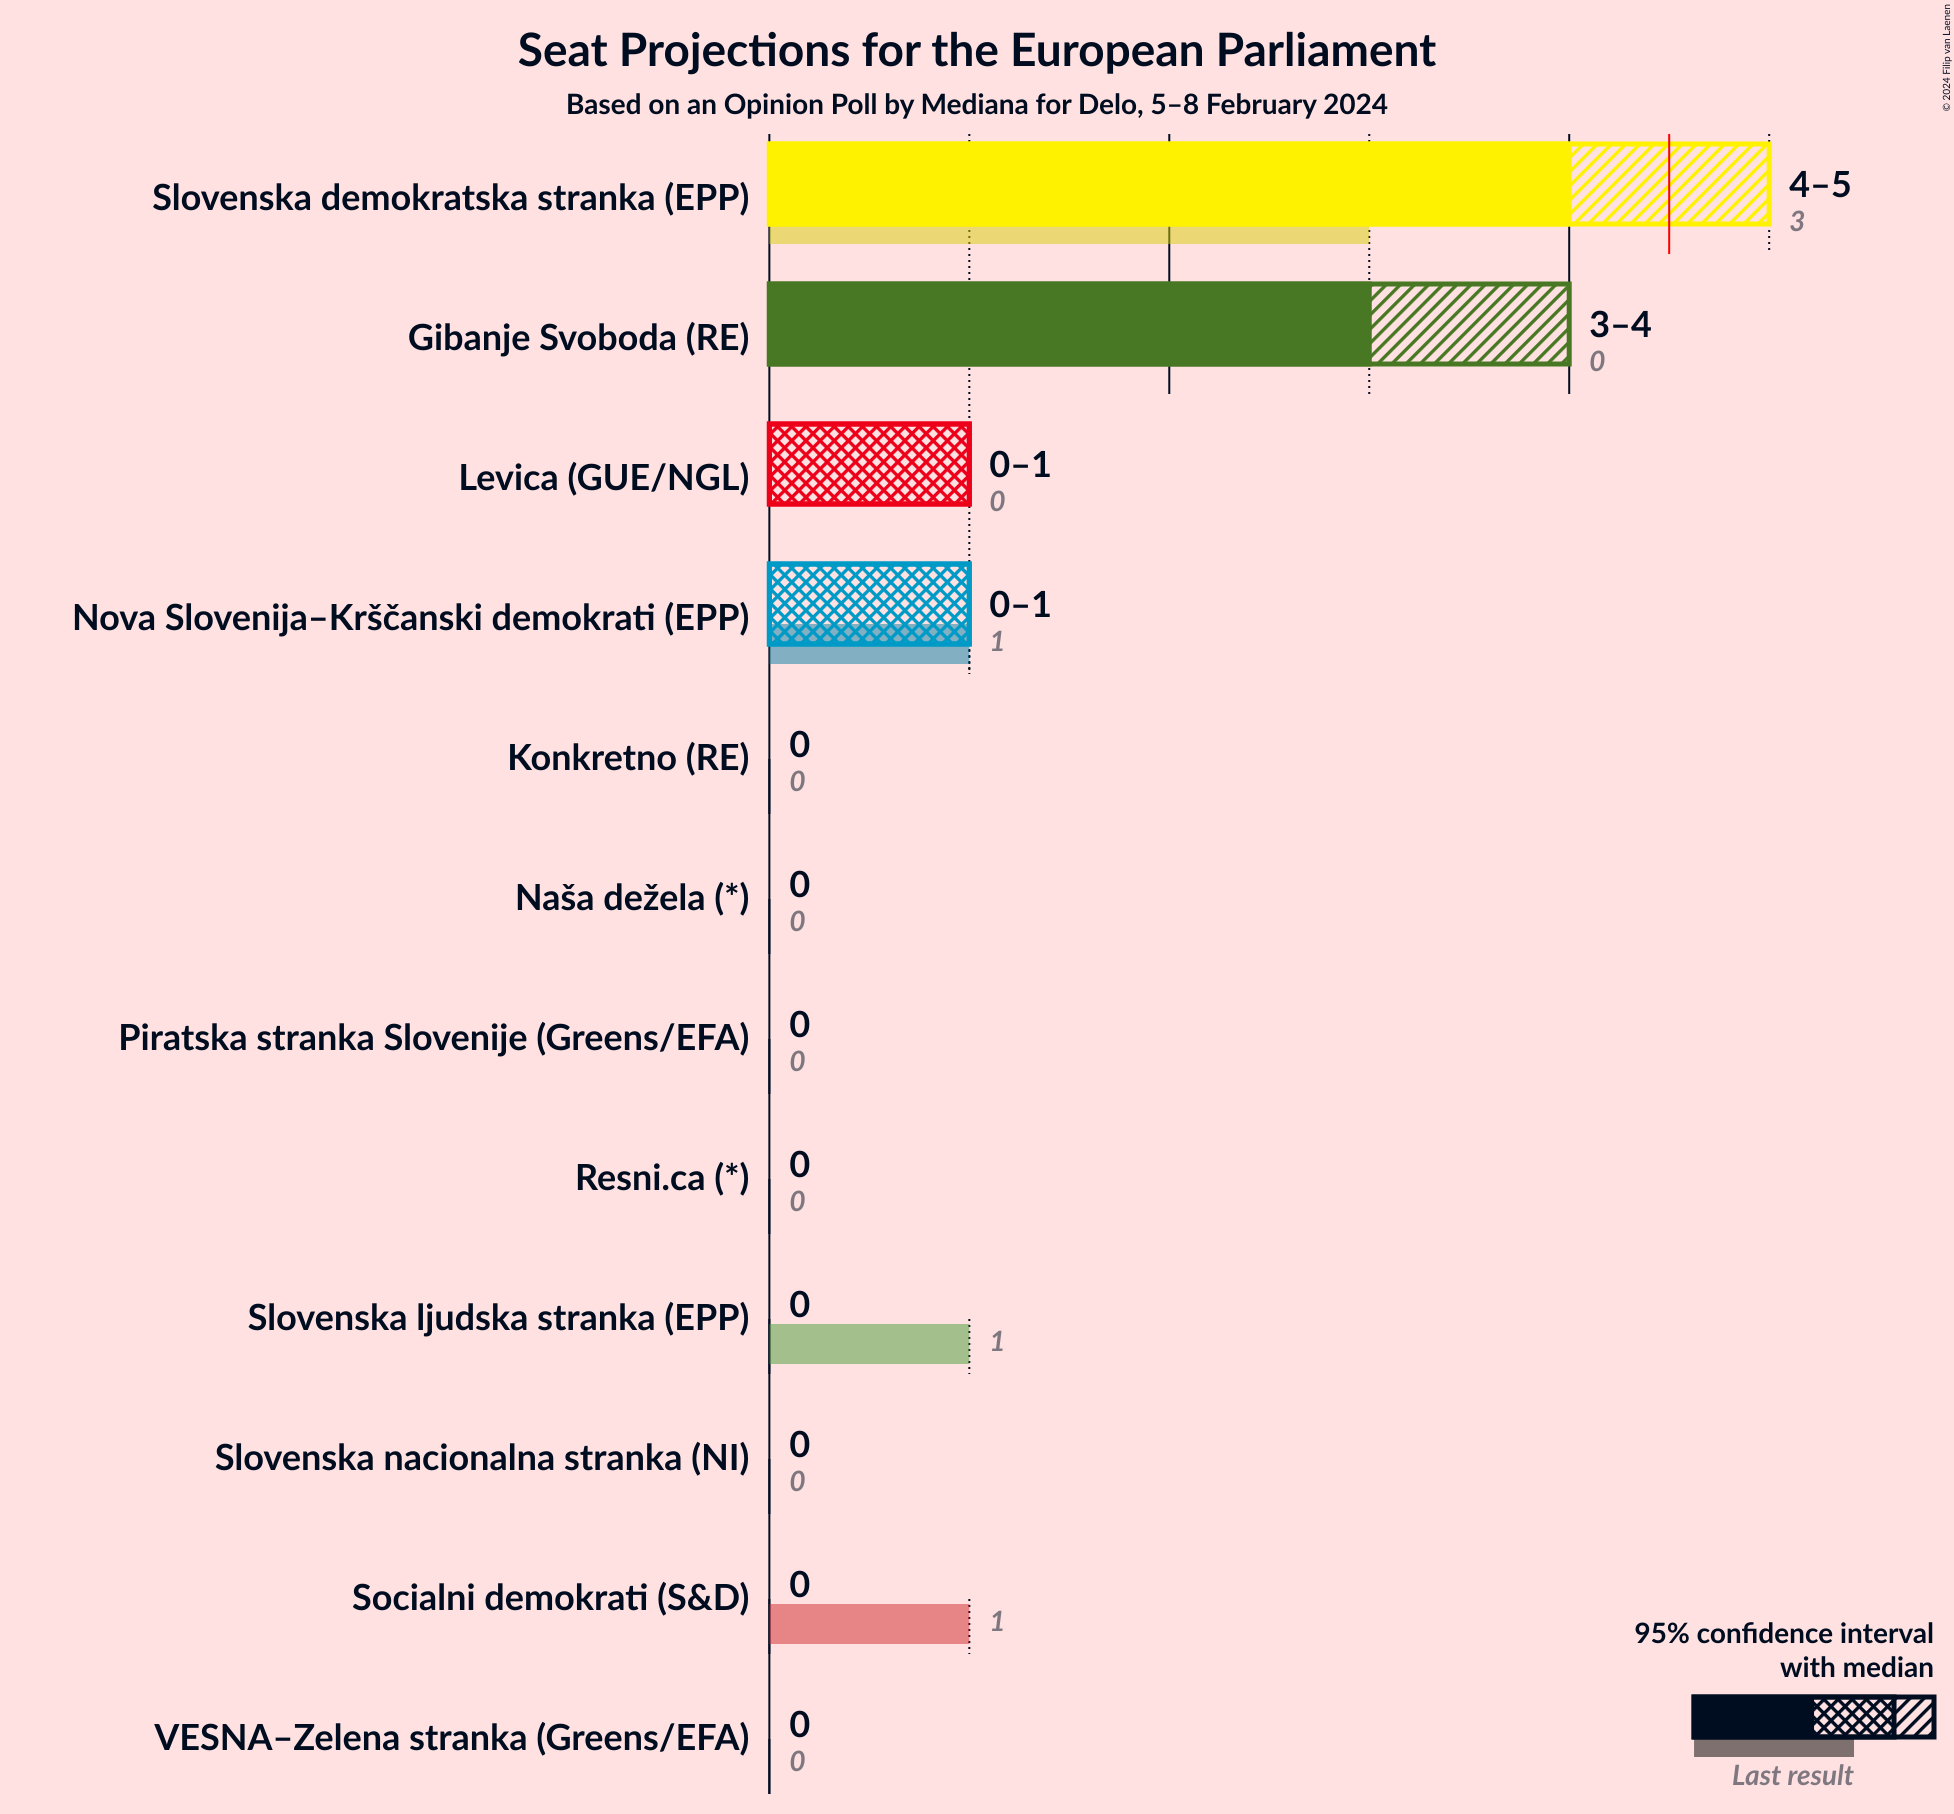 Seat Projections for the European Parliament
Based on an Opinion Poll by Mediana for Delo, 5–8 February 2024
© 2024 Filip van Laenen
Slovenska demokratska stranka (EPP)
4–5
3
Gibanje Svoboda (RE)
3–4
0
Levica (GUE/NGL)
0–1
0
Nova Slovenija–Krščanski demokrati (EPP)
0–1
1
Konkretno (RE)
0
0
Naša dežela (*)
0
0
Piratska stranka Slovenije (Greens/EFA)
0
0
Resni.ca (*)
0
0
Slovenska ljudska stranka (EPP)
0
1
Slovenska nacionalna stranka (NI)
0
0
Socialni demokrati (S&D)
0
1
VESNA–Zelena stranka (Greens/EFA)
0
0
95% confidence interval
with median
Last result